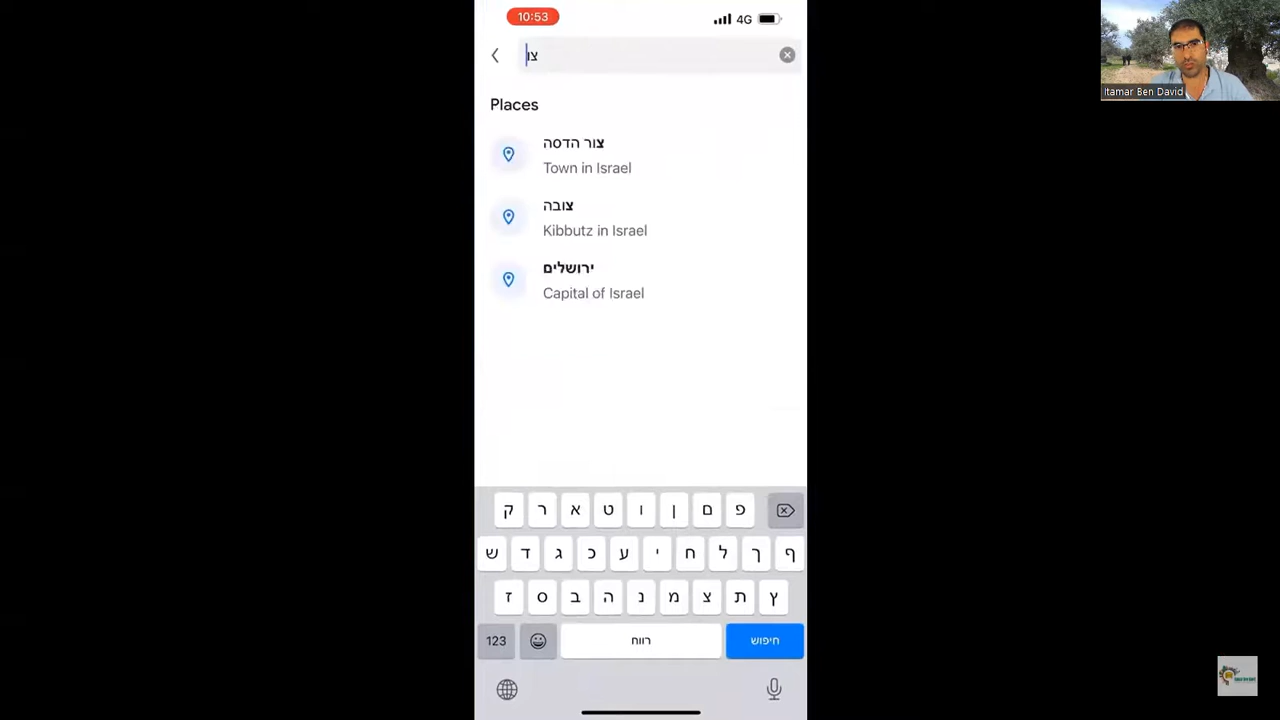 10:53
4G
צו
Places
צור הדסה
Town in Israel
צובה
Kibbutz in Israel
ירושלים
Capital of Israel
ק ר א ט ו ן ם פ
ש ד ג כ ע י ח ל ך ף
ז ס ב ה נ מ צ ת ץ
123
רווח
חיפוש
Itamar Ben David